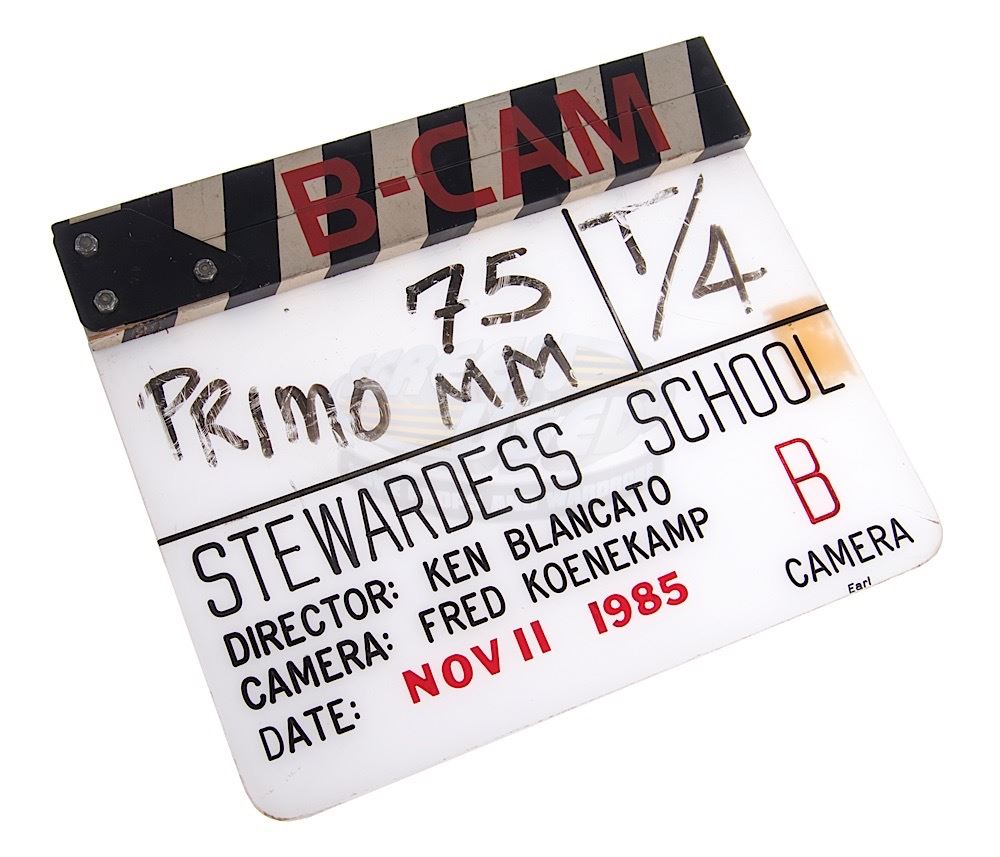 B-CAM
75 T/4
PRIMO MM
STEWARDESS SCHOOL
DIRECTOR: KEN BLANCATO
CAMERA: FRED KOENEKAMP
DATE: NOV 11 1985
B
CAMERA
Earl